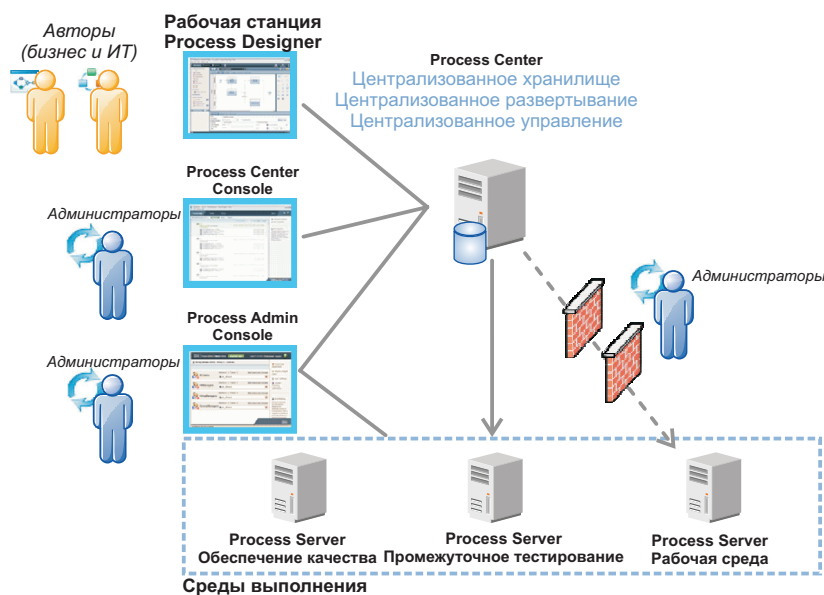 Авторы
(бизнес и ИТ)
Рабочая станция
Process Designer
Process Center
Централизованное хранилище
Централизованное развертывание
Централизованное управление
Process Center
Console
Администраторы
Администраторы
Process Admin
Console
Администраторы
Process Server
Обеспечение качества
Process Server
Промежуточное тестирование
Process Server
Рабочая среда
Среды выполнения